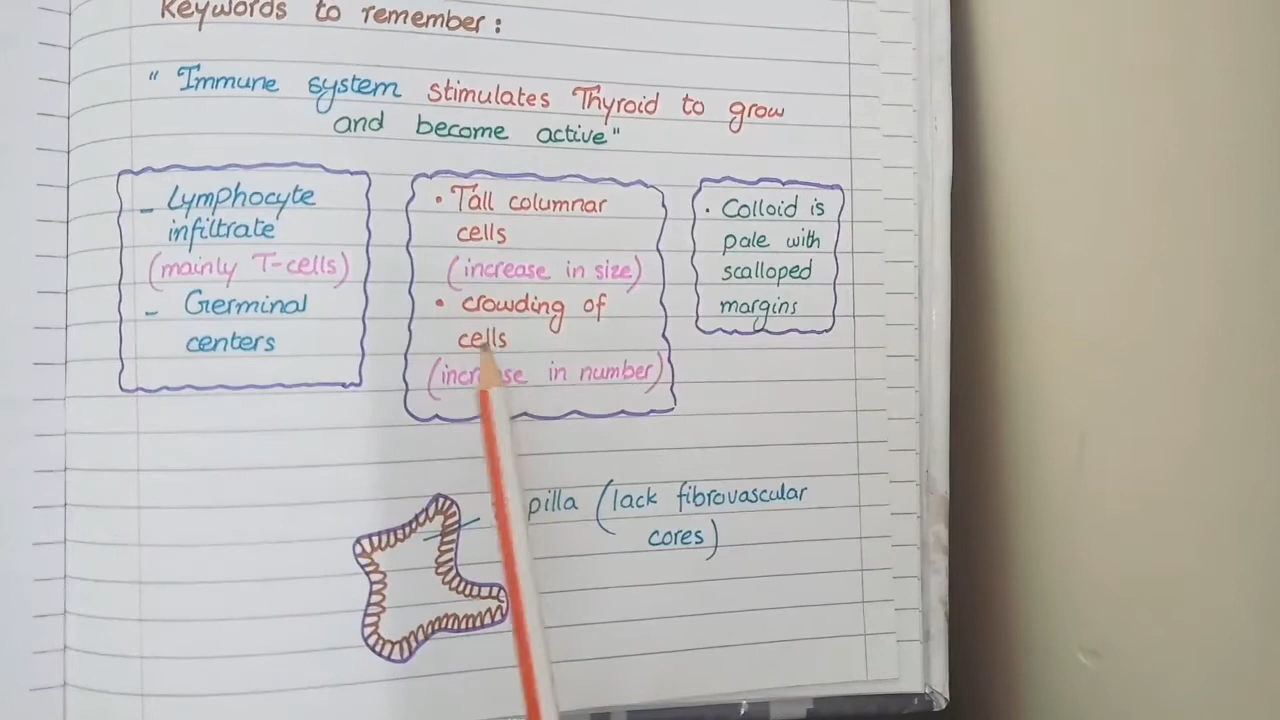 Keywords to remember:
" Immune system stimulates Thyroid to grow
and become active"
- Lymphocyte
infiltrate
(mainly T-cells)
- Germinal
centers
• Tall columnar
cells
(increase in size)
• crowding of
cells
(increase in number)
• Colloid is
pale with
scalloped
margins
pilla (lack fibrovascular
cores)